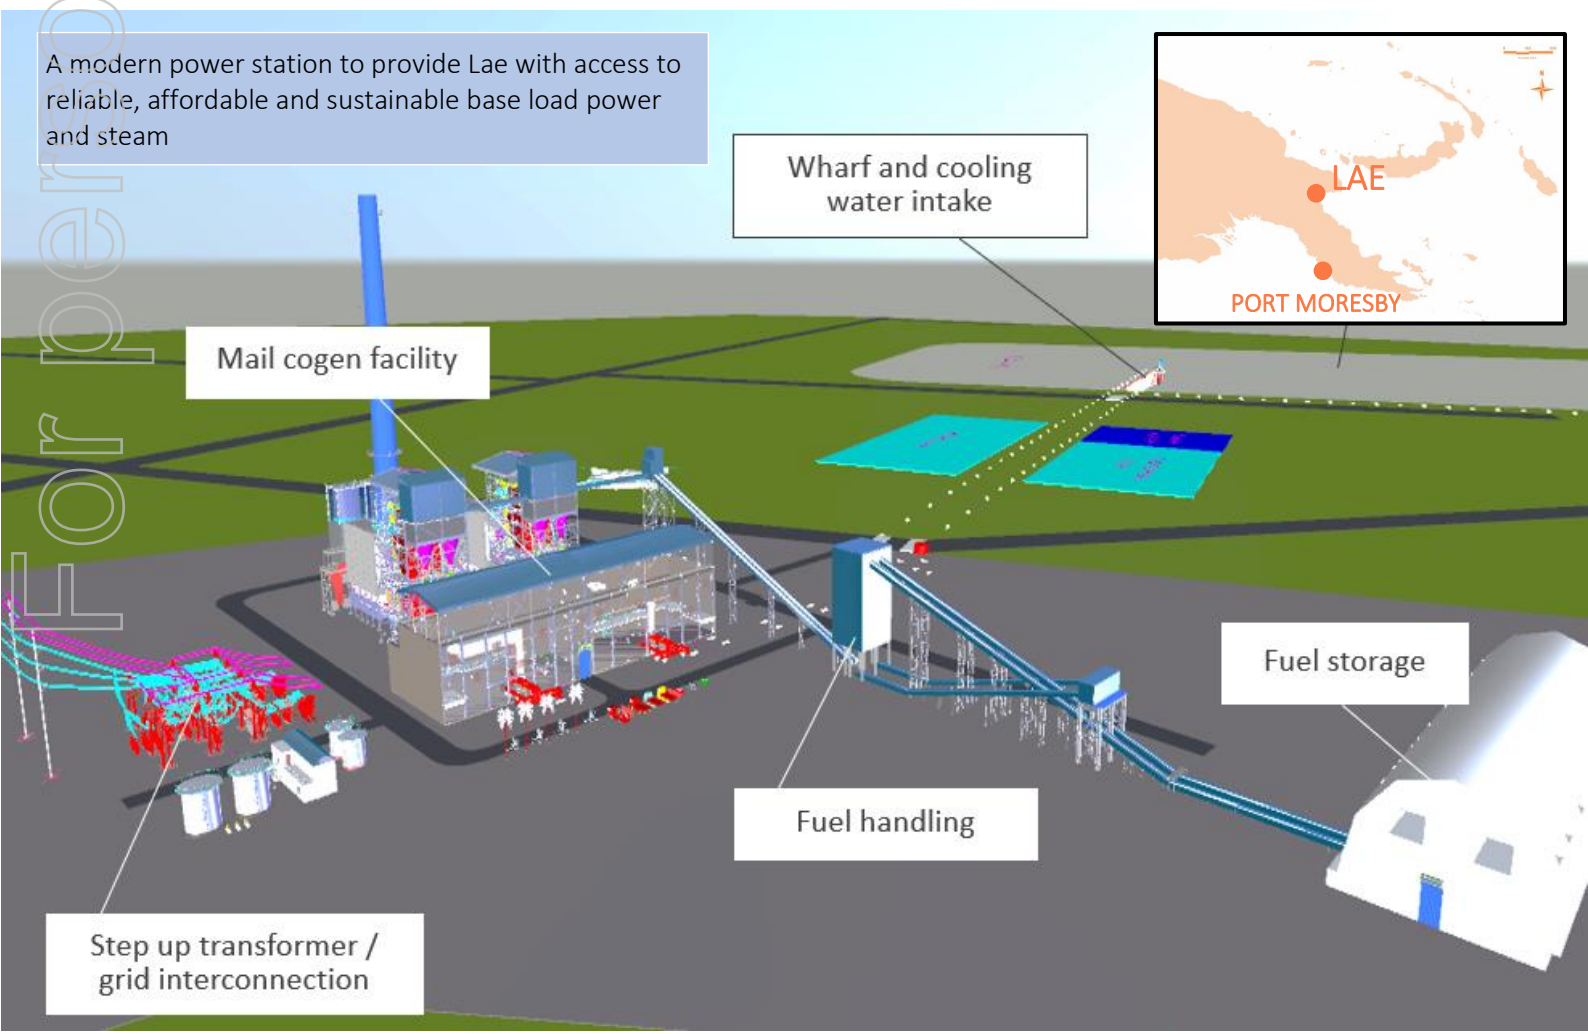 A modern power station to provide Lae with access to
reliable, affordable and sustainable base load power
and steam
Wharf and cooling
water intake
LAE
PORT MORESBY
Mail cogen facility
Fuel storage
Fuel handling
Step up transformer /
grid interconnection
For perso